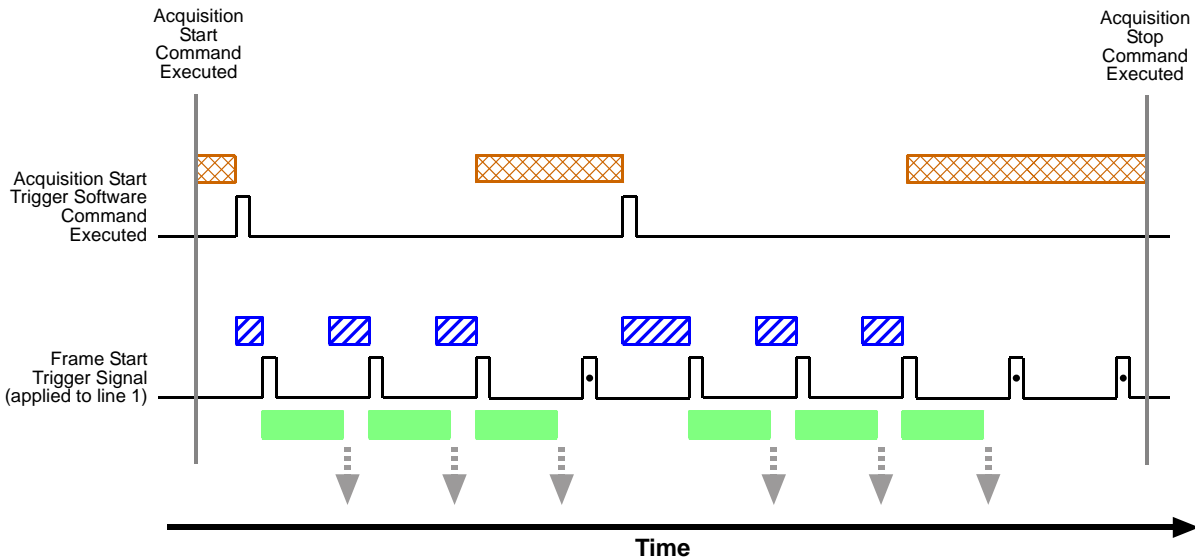 Acquisition
Start
Command
Executed
Acquisition
Stop
Command
Executed
Acquisition Start
Trigger Software
Command
Executed
Frame Start
Trigger Signal
(applied to line 1)
Time